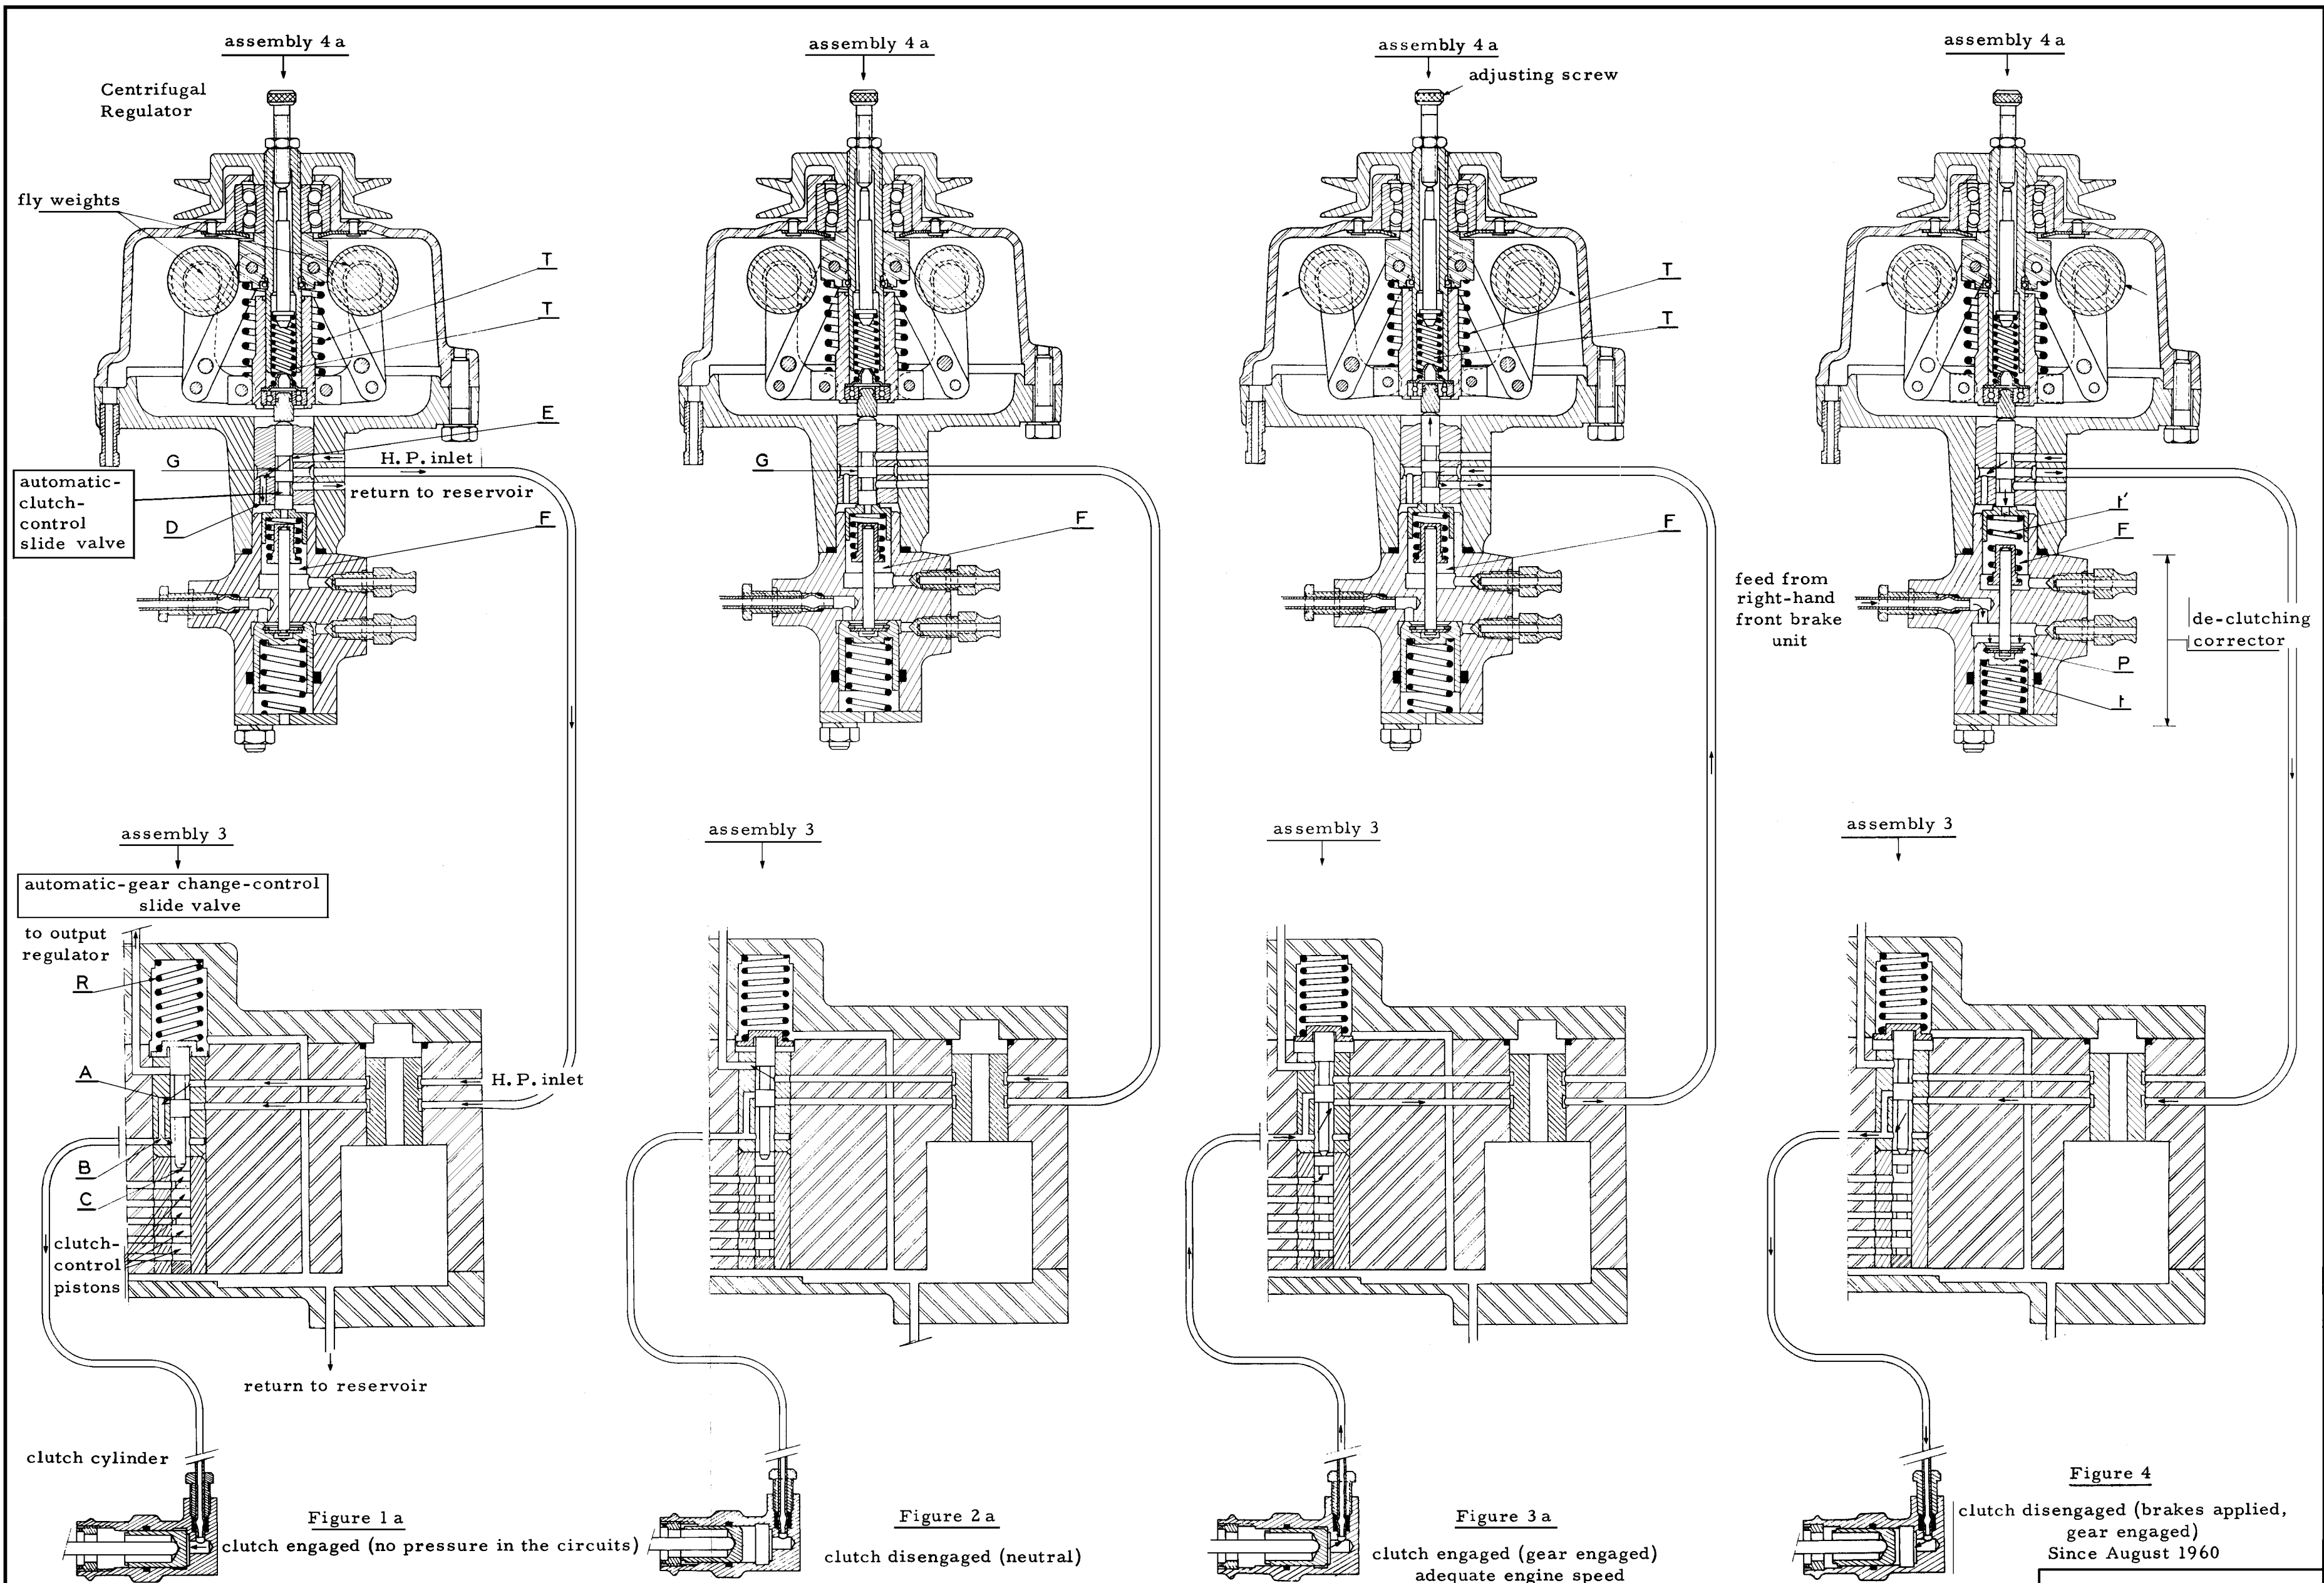 assembly 4 a
Centrifugal
Regulator
fly weights
T
T
E
G
H. P. inlet
automatic-
clutch-
control
slide valve
return to reservoir
D
F
assembly 3
automatic-gear change-control
slide valve
to output
regulator
R
A
H. P. inlet
B
C
clutch-
control
pistons
return to reservoir
clutch cylinder
Figure 1 a
clutch engaged (no pressure in the circuits)
assembly 4 a
G
F
assembly 3
Figure 2 a
clutch disengaged (neutral)
assembly 4 a
adjusting screw
T
T
F
assembly 3
Figure 3 a
clutch engaged (gear engaged)
adequate engine speed
assembly 4 a
t'
F
feed from
right-hand
front brake
unit
de-clutching
corrector
P
t
assembly 3
Figure 4
clutch disengaged (brakes applied,
gear engaged)
Since August 1960